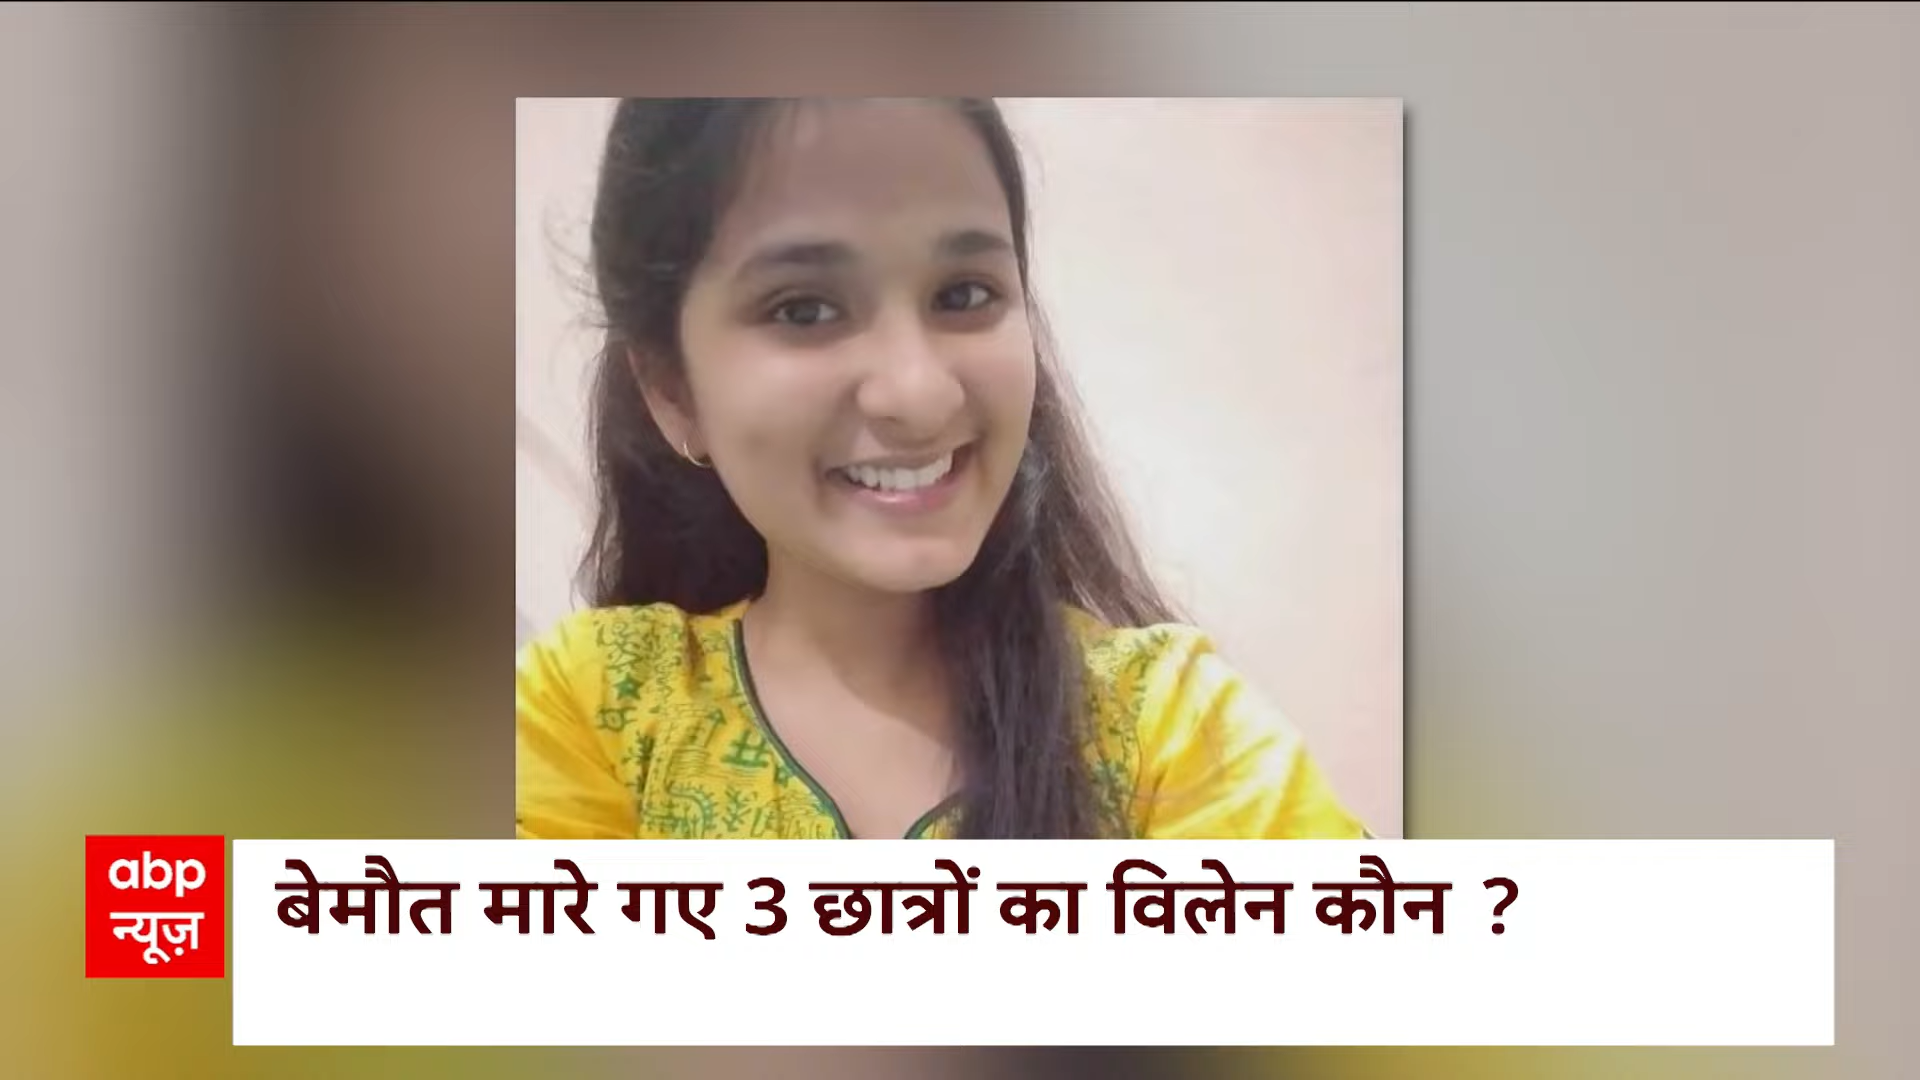 abp
न्यूज़
बेमौत मारे गए 3 छात्रों का विलेन कौन ?